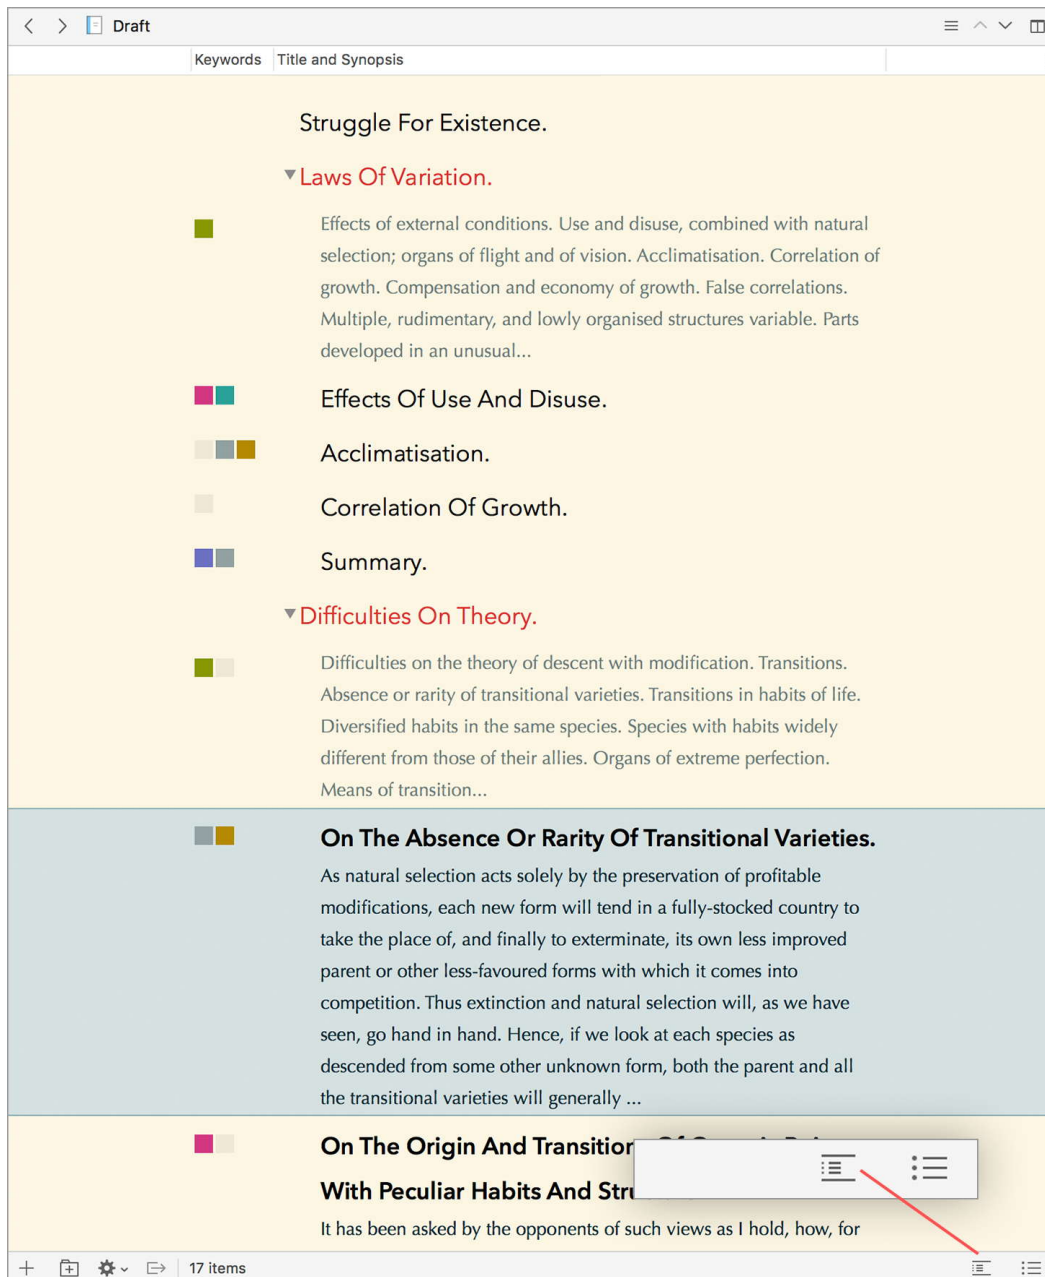 Draft
Keywords Title and Synopsis
Struggle For Existence.
Laws Of Variation.
Effects of external conditions. Use and disuse, combined with natural
selection; organs of flight and of vision. Acclimatisation. Correlation of
growth. Compensation and economy of growth. False correlations.
Multiple, rudimentary, and lowly organised structures variable. Parts
developed in an unusual...
Effects Of Use And Disuse.
Acclimatisation.
Correlation Of Growth.
Summary.
Difficulties On Theory.
Difficulties on the theory of descent with modification. Transitions.
Absence or rarity of transitional varieties. Transitions in habits of life.
Diversified habits in the same species. Species with habits widely
different from those of their allies. Organs of extreme perfection.
Means of transition...
On The Absence Or Rarity Of Transitional Varieties.
As natural selection acts solely by the preservation of profitable
modifications, each new form will tend in a fully-stocked country to
take the place of, and finally to exterminate, its own less improved
parent or other less-favoured forms with which it comes into
competition. Thus extinction and natural selection will, as we have
seen, go hand in hand. Hence, if we look at each species as
descended from some other unknown form, both the parent and all
the transitional varieties will generally ...
On The Origin And Transition
With Peculiar Habits And
It has been asked by the opponents of such views as I hold, how, for
17 items